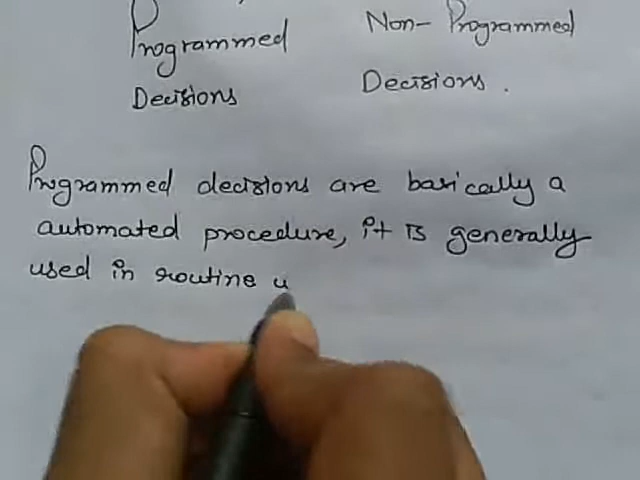 Programmed Non-Programmed
Decisions Decisions.
Programmed decisions are basically a
automated procedure, it is generally
used in routine